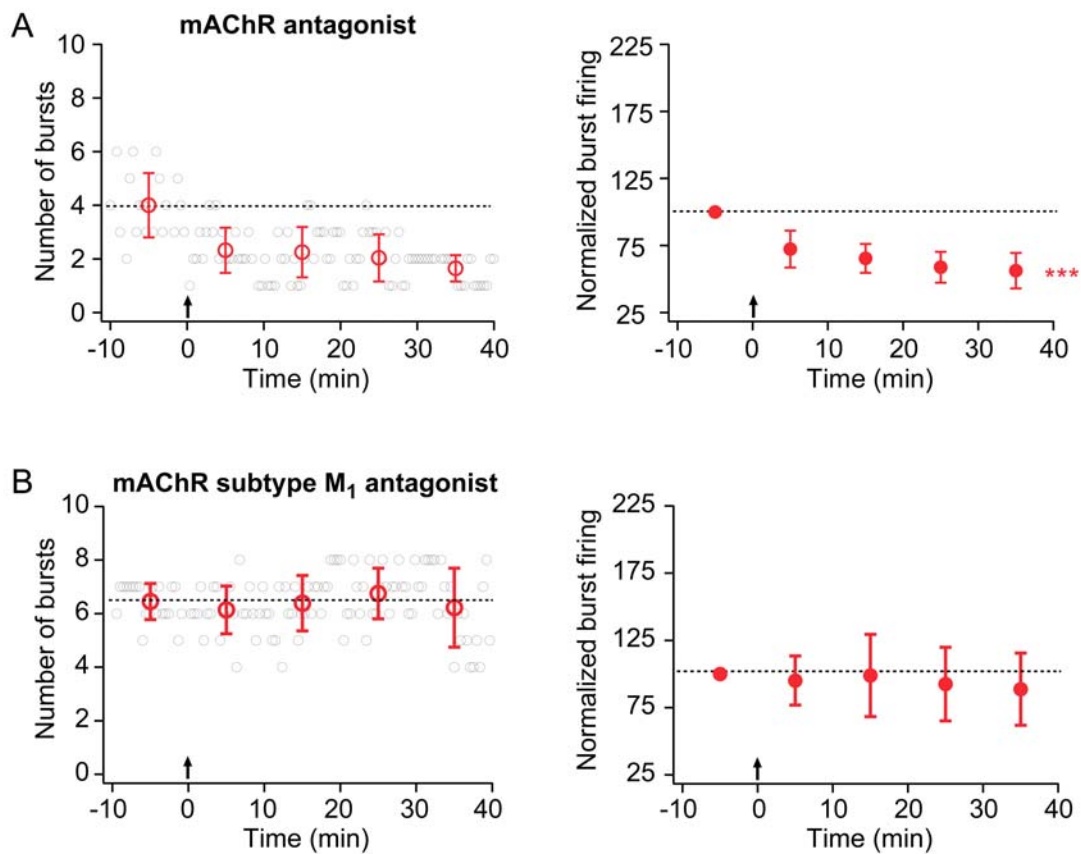 A
mAChR antagonist
Number of bursts
10
8
6
4
2
0
-10 0 10 20 30 40
Time (min)
Normalized burst firing
225
175
125
75
25
***
-10 0 10 20 30 40
Time (min)
B
mAChR subtype M₁ antagonist
Number of bursts
10
8
6
4
2
0
-10 0 10 20 30 40
Time (min)
Normalized burst firing
225
175
125
75
25
-10 0 10 20 30 40
Time (min)